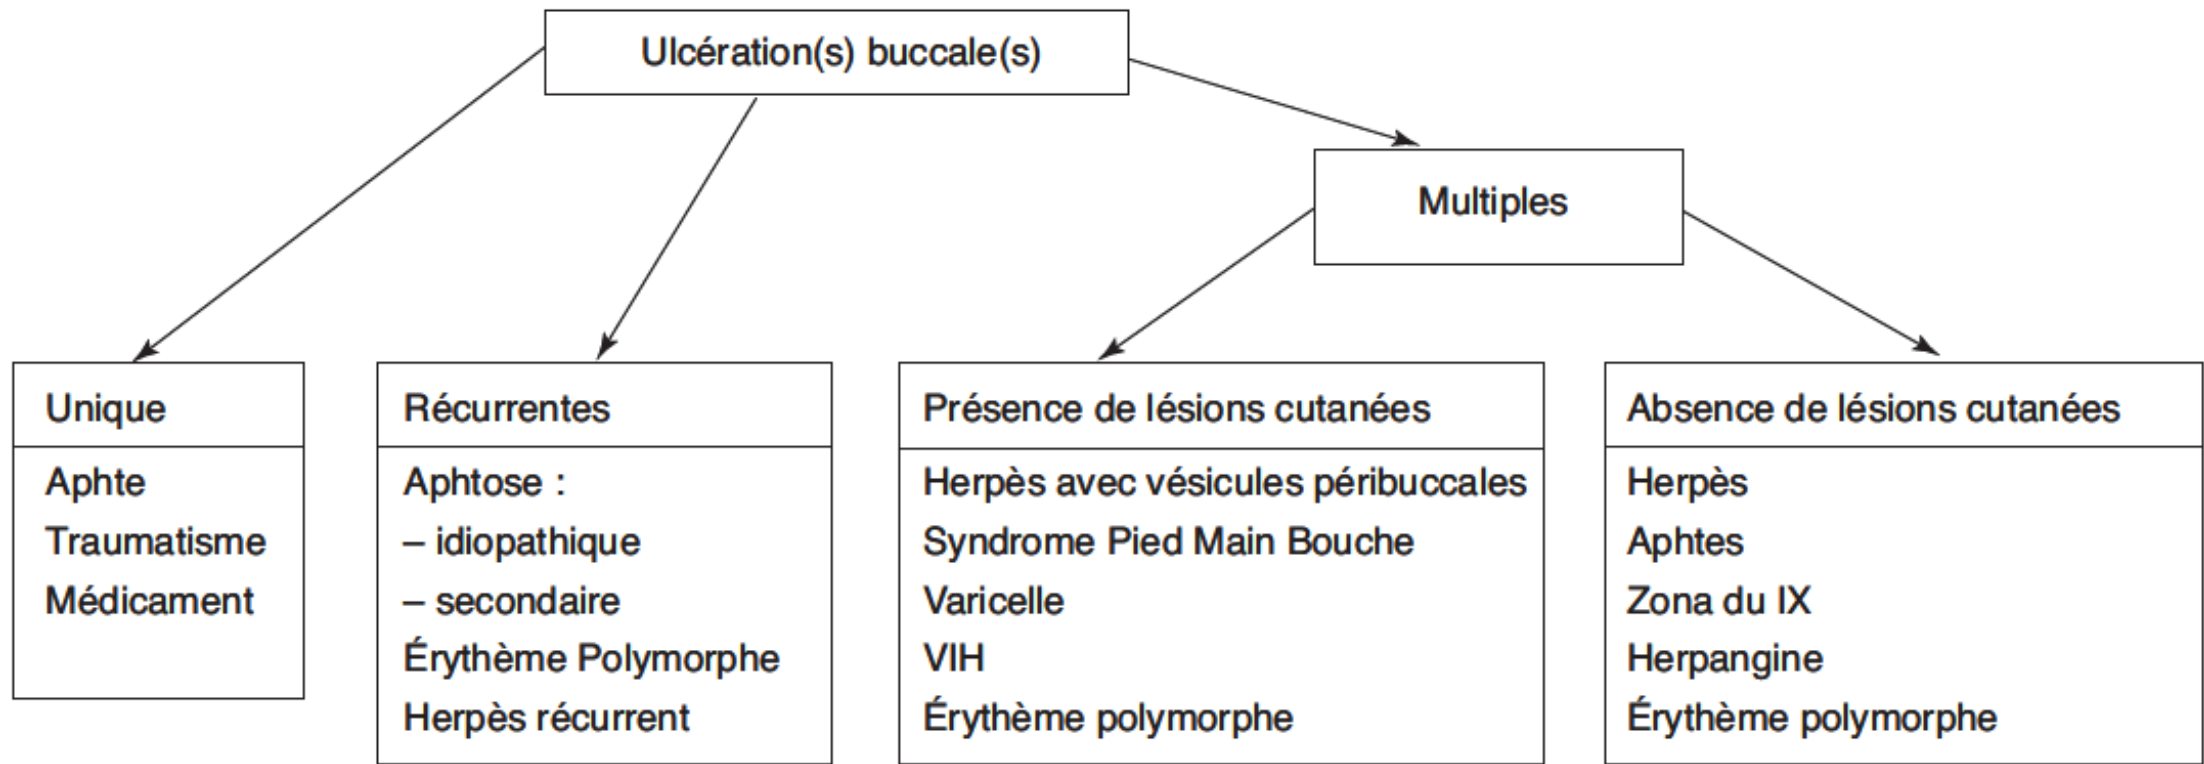 Ulcération(s) buccale(s)
Multiples
Unique
Aphte
Traumatisme
Médicament
Récurrentes
Aphtose :
– idiopathique
– secondaire
Érythème Polymorphe
Herpès récurrent
Présence de lésions cutanées
Herpès avec vésicules péribuccales
Syndrome Pied Main Bouche
Varicelle
VIH
Érythème polymorphe
Absence de lésions cutanées
Herpès
Aphtes
Zona du IX
Herpangine
Érythème polymorphe